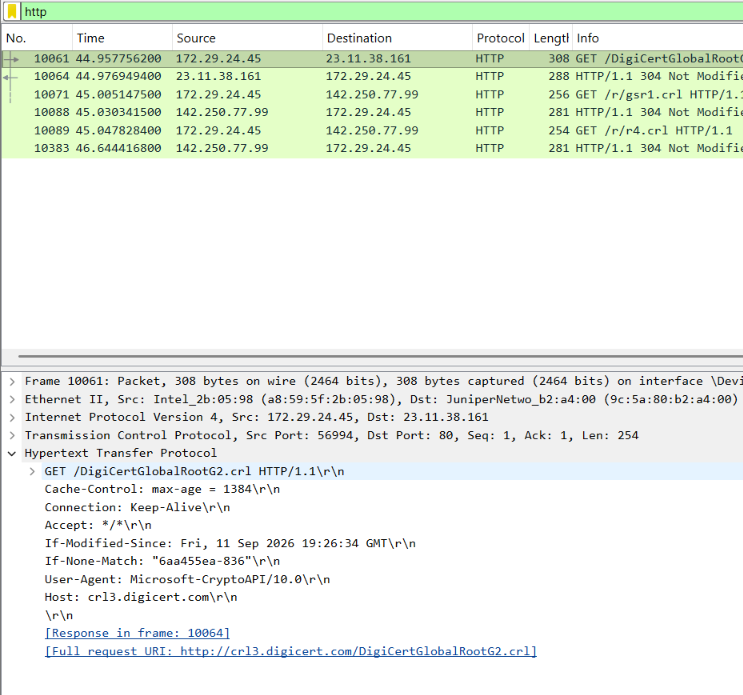 http
No. Time Source Destination Protocol Lengtl Info
10061 44.957756200 172.29.24.45 23.11.38.161 HTTP 308 GET /DigiCertGlobalRootG
10064 44.976949400 23.11.38.161 172.29.24.45 HTTP 288 HTTP/1.1 304 Not Modifie
10071 45.005147500 172.29.24.45 142.250.77.99 HTTP 256 GET /r/gsr1.crl HTTP/1.
10088 45.030341500 142.250.77.99 172.29.24.45 HTTP 281 HTTP/1.1 304 Not Modifie
10089 45.047828400 172.29.24.45 142.250.77.99 HTTP 254 GET /r/r4.crl HTTP/1.1
10383 46.644416800 142.250.77.99 172.29.24.45 HTTP 281 HTTP/1.1 304 Not Modifie
Frame 10061: Packet, 308 bytes on wire (2464 bits), 308 bytes captured (2464 bits) on interface \Devi
Ethernet II, Src: Intel_2b:05:98 (a8:59:5f:2b:05:98), Dst: JuniperNetwo_b2:a4:00 (9c:5a:80:b2:a4:00)
Internet Protocol Version 4, Src: 172.29.24.45, Dst: 23.11.38.161
Transmission Control Protocol, Src Port: 56994, Dst Port: 80, Seq: 1, Ack: 1, Len: 254
Hypertext Transfer Protocol
GET /DigiCertGlobalRootG2.crl HTTP/1.1\r\n
Cache-Control: max-age = 1384\r\n
Connection: Keep-Alive\r\n
Accept: */*\r\n
If-Modified-Since: Fri, 11 Sep 2026 19:26:34 GMT\r\n
If-None-Match: "6aa455ea-836"\r\n
User-Agent: Microsoft-CryptoAPI/10.0\r\n
Host: crl3.digicert.com\r\n
\r\n
[Response in frame: 10064]
[Full request URI: http://crl3.digicert.com/DigiCertGlobalRootG2.crl]